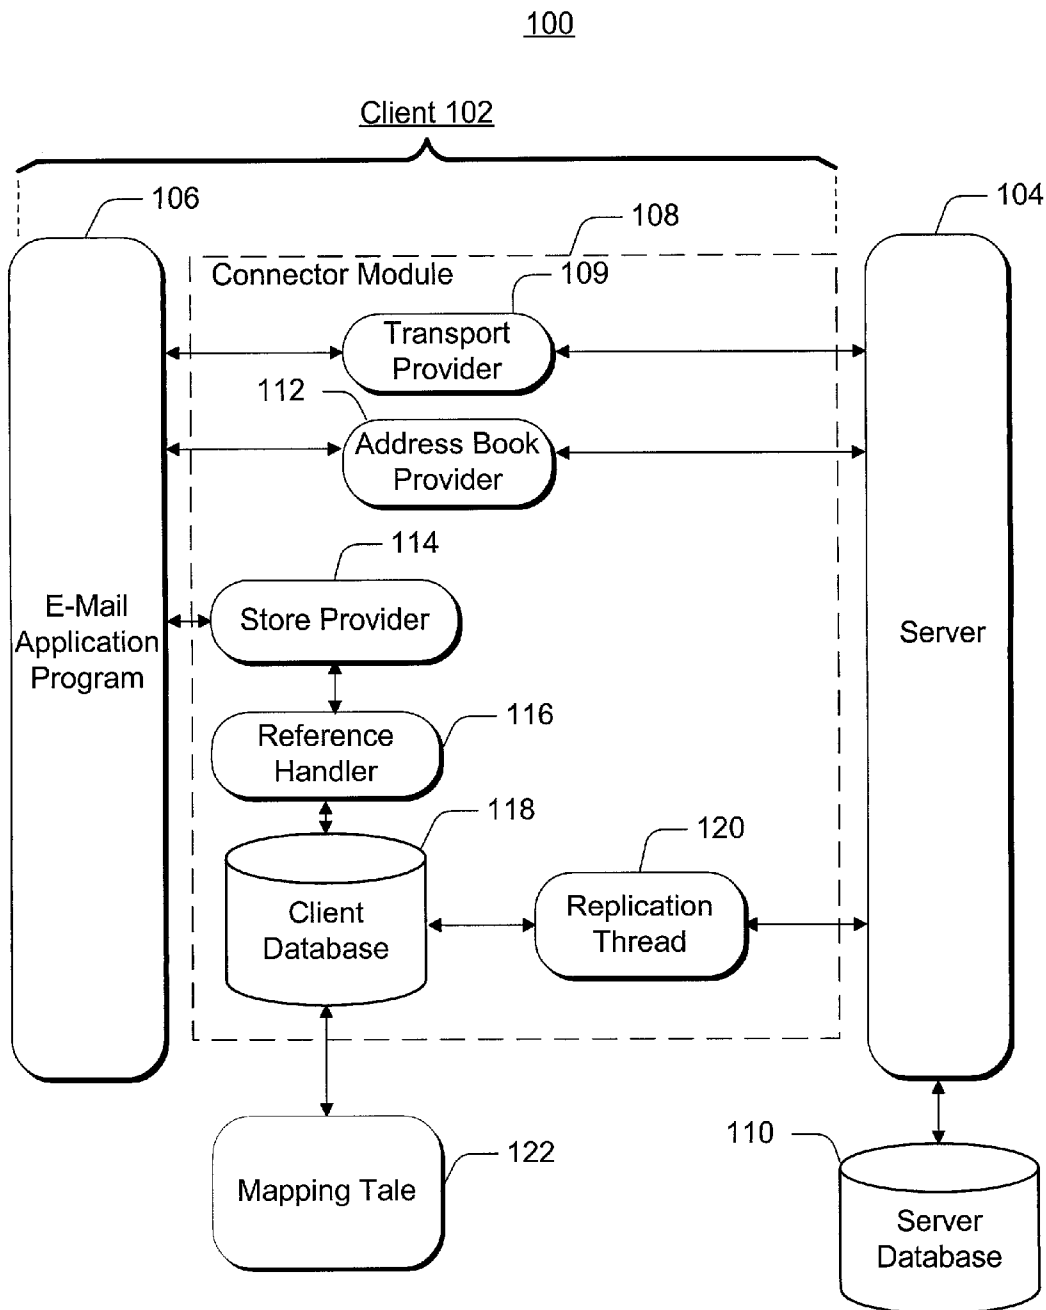 100
Client 102
106
104
108
Connector Module
109
Transport
Provider
112
Address Book
Provider
114
Store Provider
E-Mail
Application
Program
Server
116
Reference
Handler
118
120
Client
Database
Replication
Thread
110
122
Mapping Tale
Server
Database